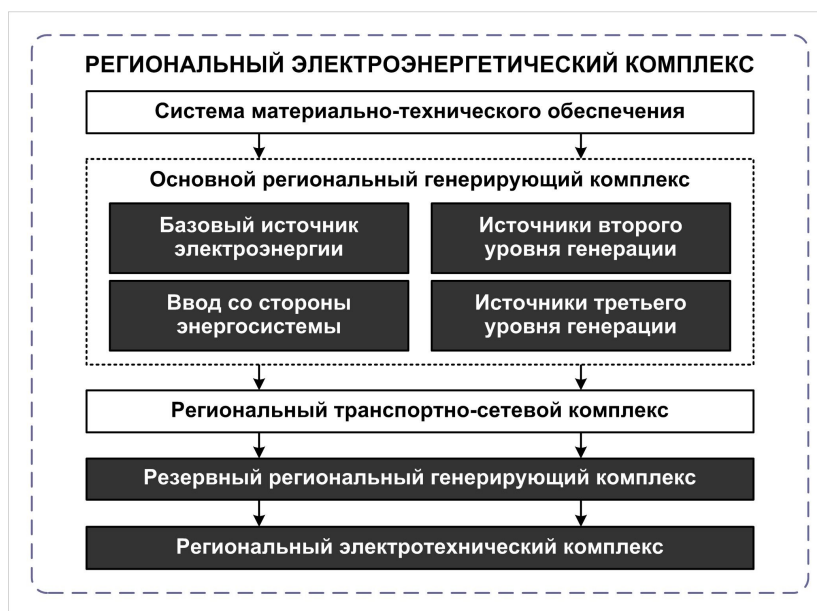 РЕГИОНАЛЬНЫЙ ЭЛЕКТРОЭНЕРГЕТИЧЕСКИЙ КОМПЛЕКС
Система материально-технического обеспечения
Основной региональный генерирующий комплекс
Базовый источник
электроэнергии
Источники второго
уровня генерации
Ввод со стороны
энергосистемы
Источники третьего
уровня генерации
Региональный транспортно-сетевой комплекс
Резервный региональный генерирующий комплекс
Региональный электротехнический комплекс